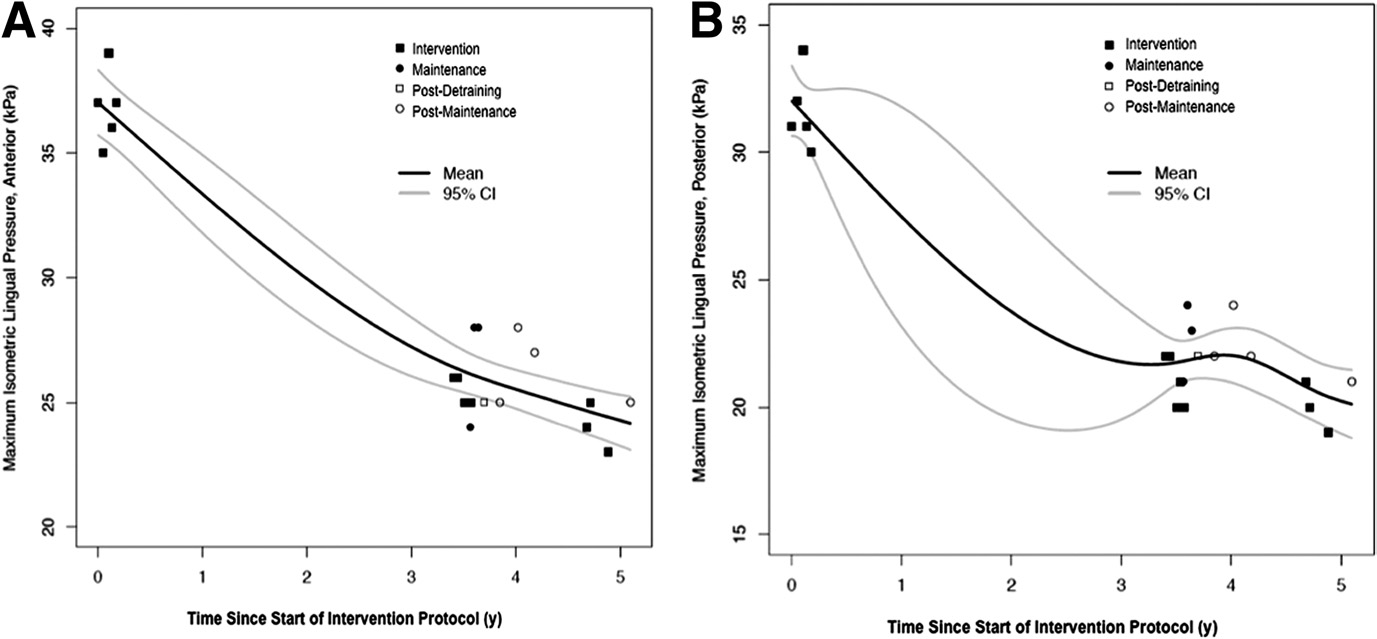 A
Maximum Isometric Lingual Pressure, Anterior (kPa)
40
35
30
25
20
Intervention
Maintenance
Post-Detraining
Post-Maintenance
Mean
95% CI
0 1 2 3 4 5
Time Since Start of Intervention Protocol (y)
B
Maximum Isometric Lingual Pressure, Posterior (kPa)
35
30
25
20
15
Intervention
Maintenance
Post-Detraining
Post-Maintenance
Mean
95% CI
0 1 2 3 4 5
Time Since Start of Intervention Protocol (y)